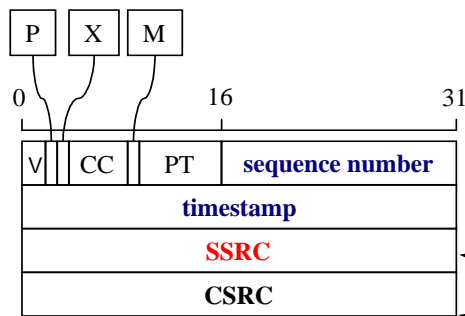 P X M
0 16 31
V CC PT sequence number
timestamp
SSRC
CSRC